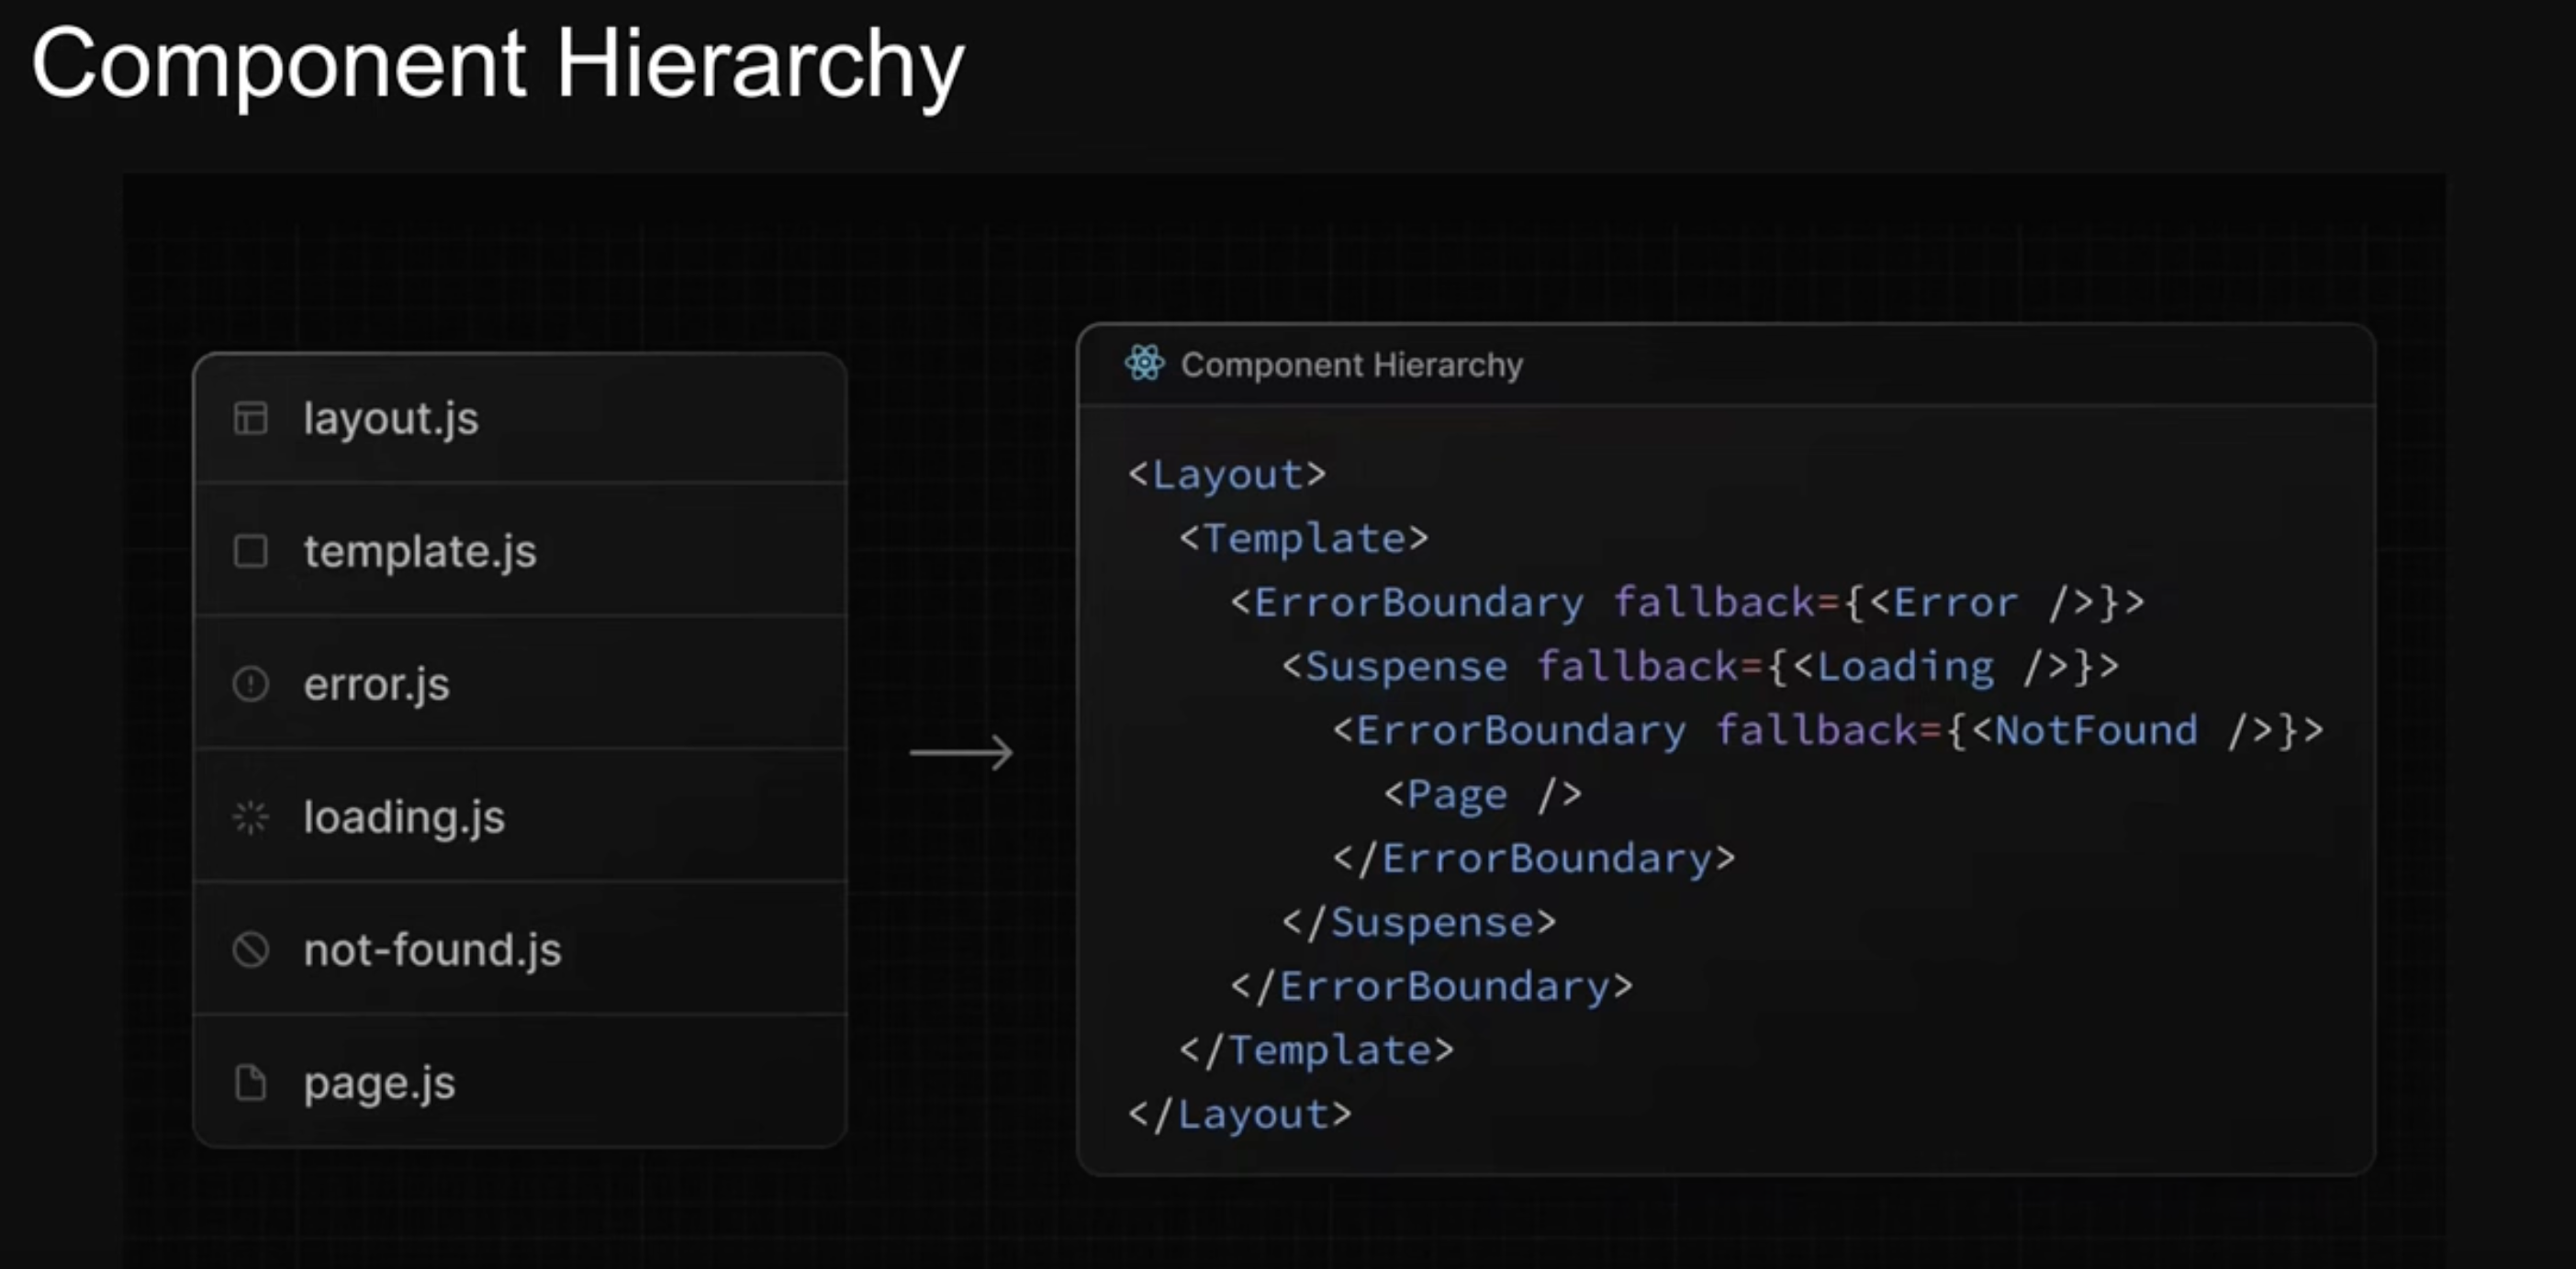 Component Hierarchy
layout.js
template.js
error.js
loading.js
not-found.js
page.js
Component Hierarchy
<Layout>
<Template>
<ErrorBoundary fallback={<Error />}>
<Suspense fallback={<Loading />}>
<ErrorBoundary fallback={<NotFound />}>
<Page />
</ErrorBoundary>
</Suspense>
</ErrorBoundary>
</Template>
</Layout>